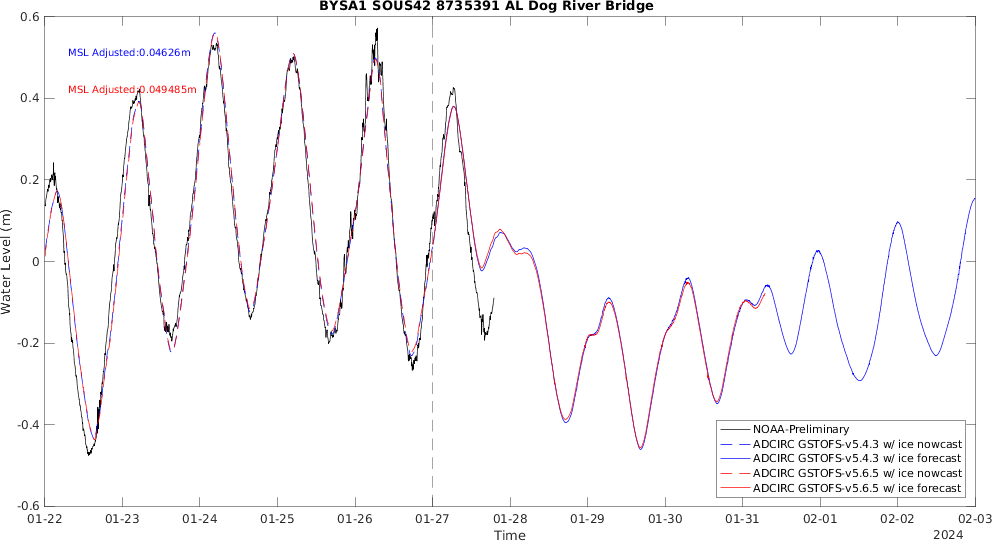 BYSA1 SOUS42 8735391 AL Dog River Bridge
0.6
MSL Adjusted:0.04626m
MSL Adjusted:0.049485m
0.4
0.2
0
-0.2
-0.4
-0.6
Water Level (m)
NOAA-Preliminary
ADCIRC GSTOFS-v5.4.3 w/ ice nowcast
ADCIRC GSTOFS-v5.4.3 w/ ice forecast
ADCIRC GSTOFS-v5.6.5 w/ ice nowcast
ADCIRC GSTOFS-v5.6.5 w/ ice forecast
01-22 01-23 01-24 01-25 01-26 01-27 01-28 01-29 01-30 01-31 02-01 02-02 02-03
Time
2024